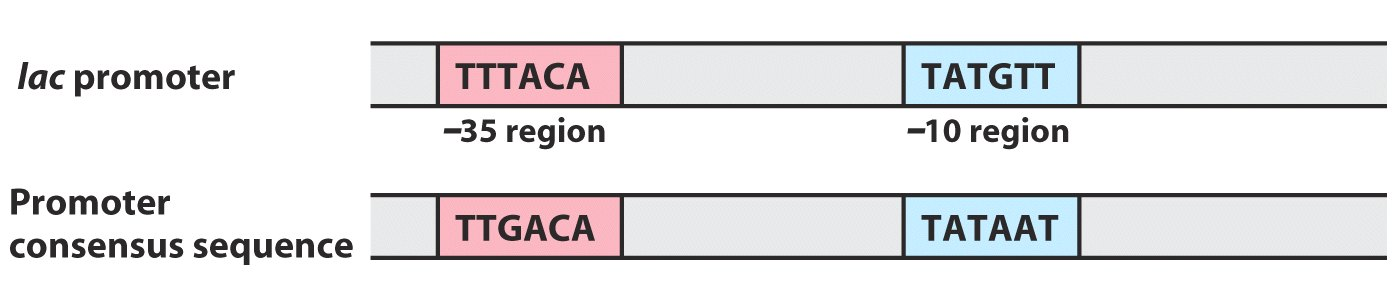 lac promoter
TTTACA
TATGTT
−35 region
−10 region
Promoter
consensus sequence
TTGACA
TATAAT